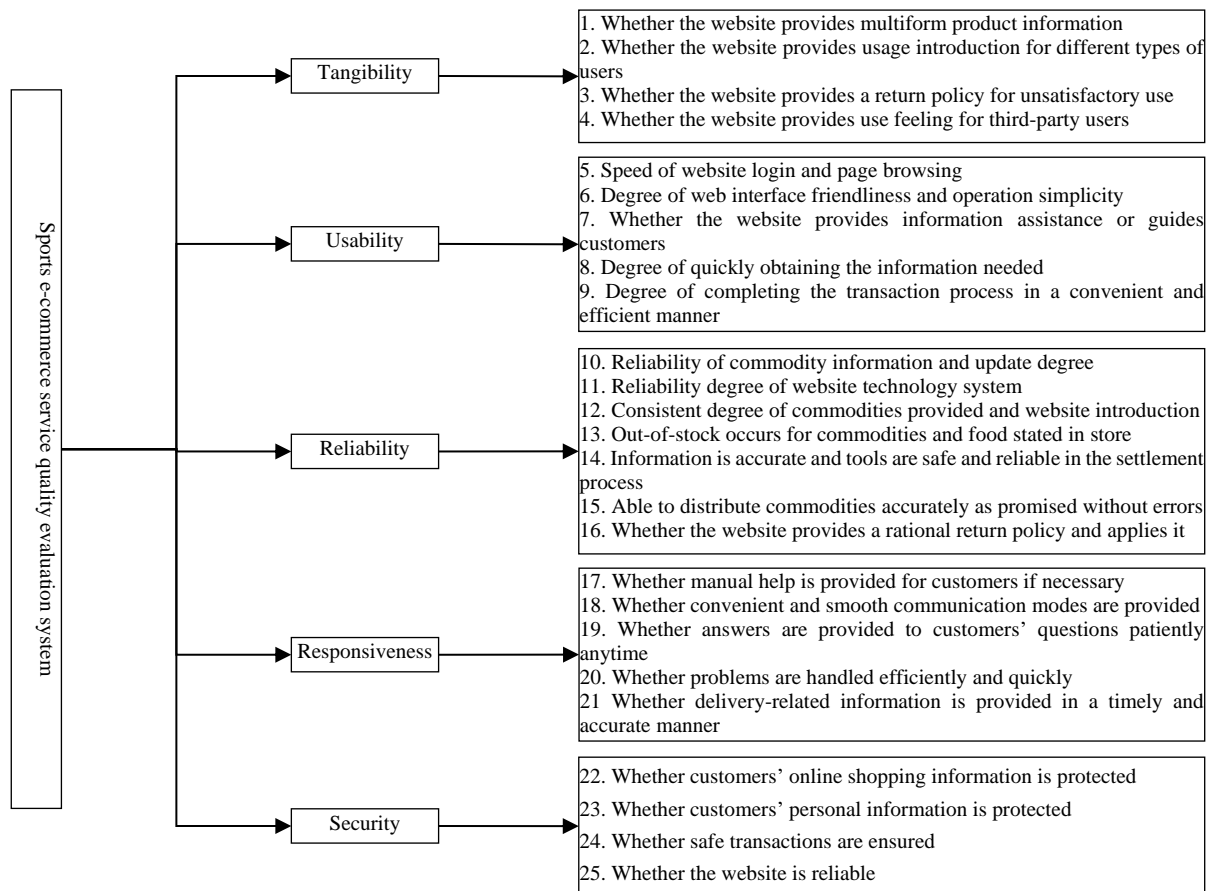 Sports e-commerce service quality evaluation system
Tangibility
1. Whether the website provides multiform product information
2. Whether the website provides usage introduction for different types of
users
3. Whether the website provides a return policy for unsatisfactory use
4. Whether the website provides use feeling for third-party users
Usability
5. Speed of website login and page browsing
6. Degree of web interface friendliness and operation simplicity
7. Whether the website provides information assistance or guides
customers
8. Degree of quickly obtaining the information needed
9. Degree of completing the transaction process in a convenient and
efficient manner
Reliability
10. Reliability of commodity information and update degree
11. Reliability degree of website technology system
12. Consistent degree of commodities provided and website introduction
13. Out-of-stock occurs for commodities and food stated in store
14. Information is accurate and tools are safe and reliable in the settlement
process
15. Able to distribute commodities accurately as promised without errors
16. Whether the website provides a rational return policy and applies it
Responsiveness
17. Whether manual help is provided for customers if necessary
18. Whether convenient and smooth communication modes are provided
19. Whether answers are provided to customers’ questions patiently
anytime
20. Whether problems are handled efficiently and quickly
21 Whether delivery-related information is provided in a timely and
accurate manner
Security
22. Whether customers’ online shopping information is protected
23. Whether customers’ personal information is protected
24. Whether safe transactions are ensured
25. Whether the website is reliable